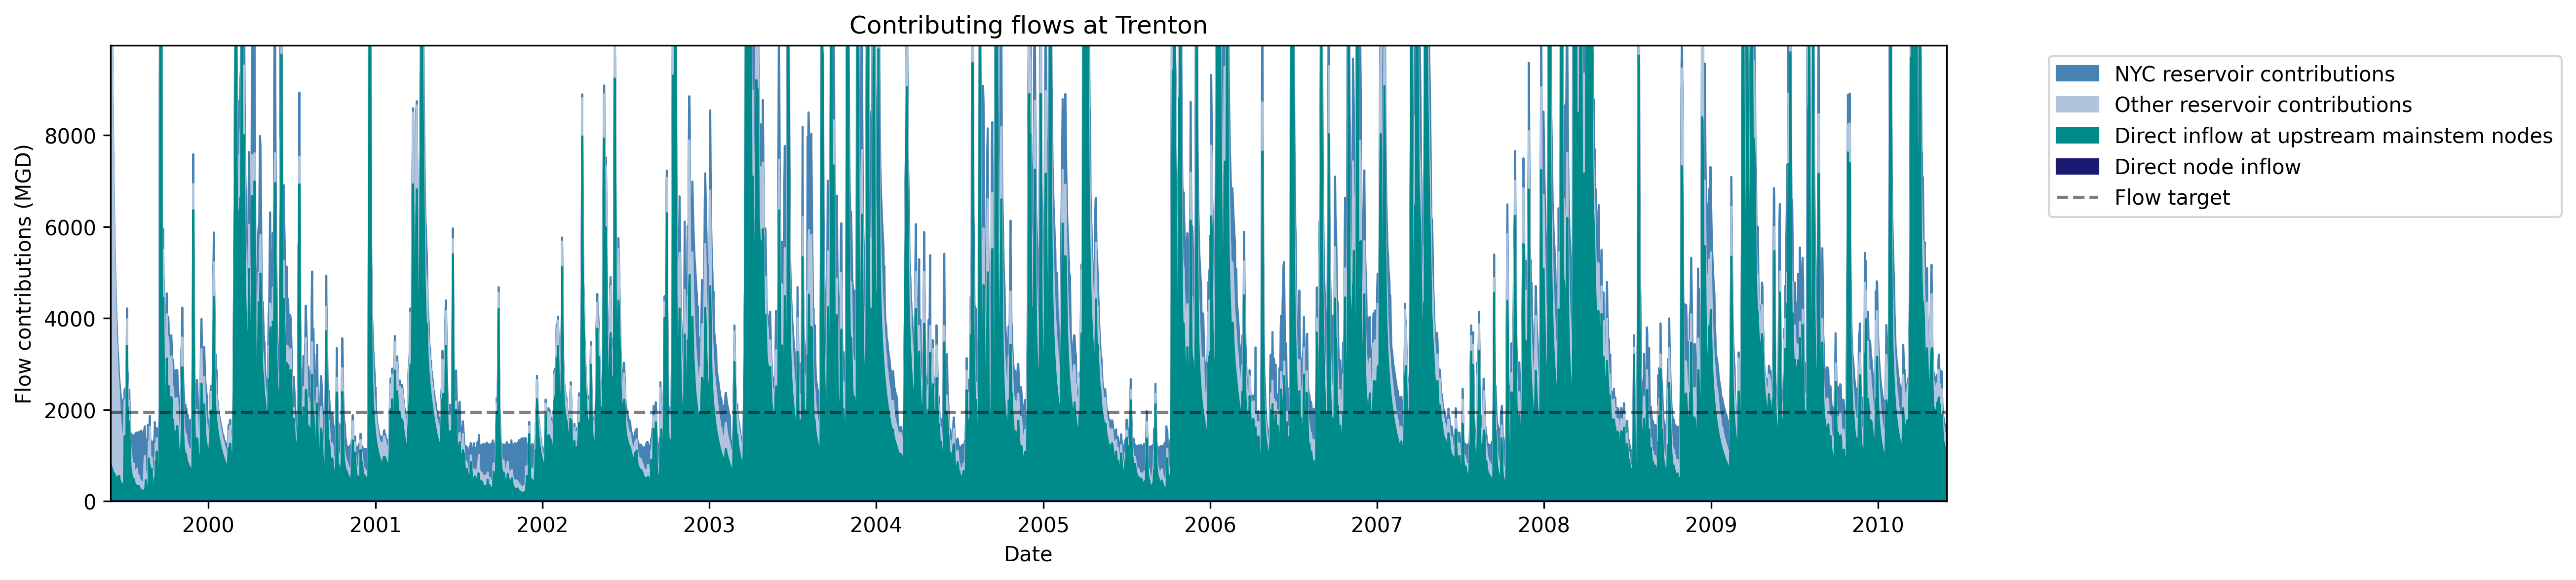 Contributing flows at Trenton
Flow contributions (MGD)
8000
6000
4000
2000
0
2000 2001 2002 2003 2004 2005 2006 2007 2008 2009 2010
Date
NYC reservoir contributions
Other reservoir contributions
Direct inflow at upstream mainstem nodes
Direct node inflow
Flow target